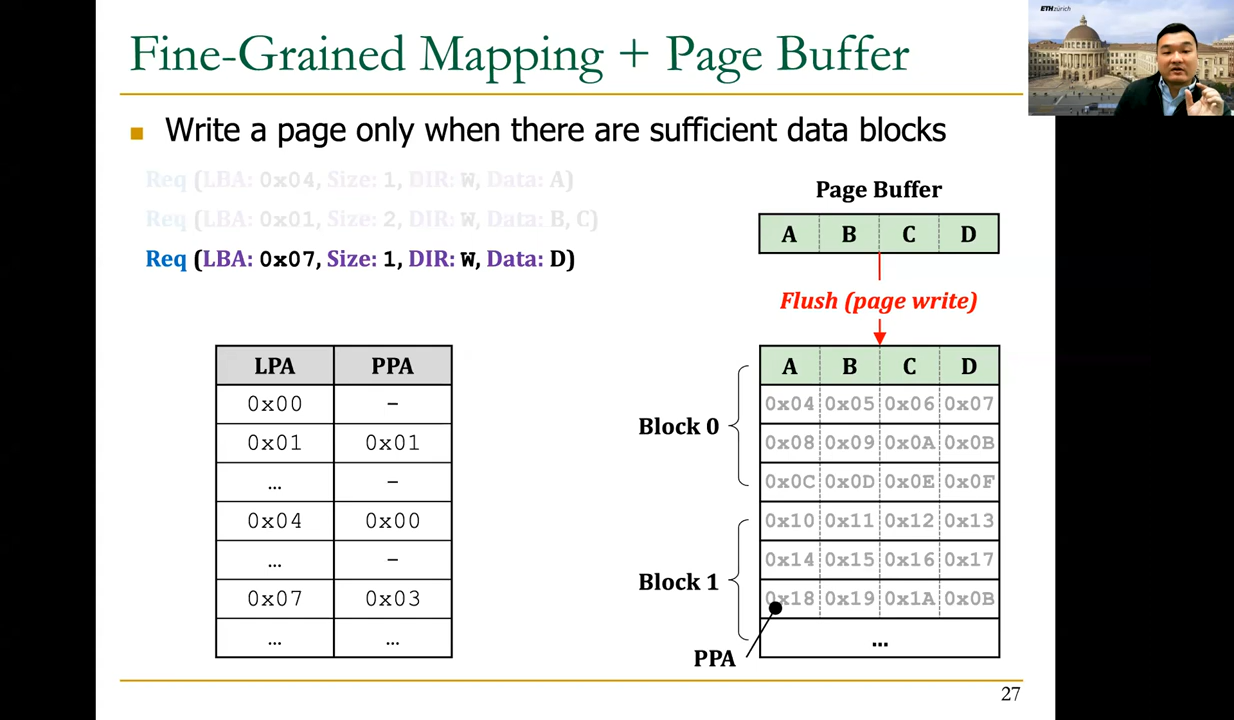 ETHzürich
Fine-Grained Mapping + Page Buffer
Write a page only when there are sufficient data blocks
Req (LBA: 0x04, Size: 1, DIR: W, Data: A)
Req (LBA: 0x01, Size: 2, DIR: W, Data: B, C)
Req (LBA: 0x07, Size: 1, DIR: W, Data: D)
Page Buffer
A B C D
Flush (page write)
LPA PPA
0x00 –
0x01 0x01
... –
0x04 0x00
... –
0x07 0x03
... ...
Block 0
Block 1
A B C D
0x04 0x05 0x06 0x07
0x08 0x09 0x0A 0x0B
0x0C 0x0D 0x0E 0x0F
0x10 0x11 0x12 0x13
0x14 0x15 0x16 0x17
0x18 0x19 0x1A 0x0B
...
PPA
27